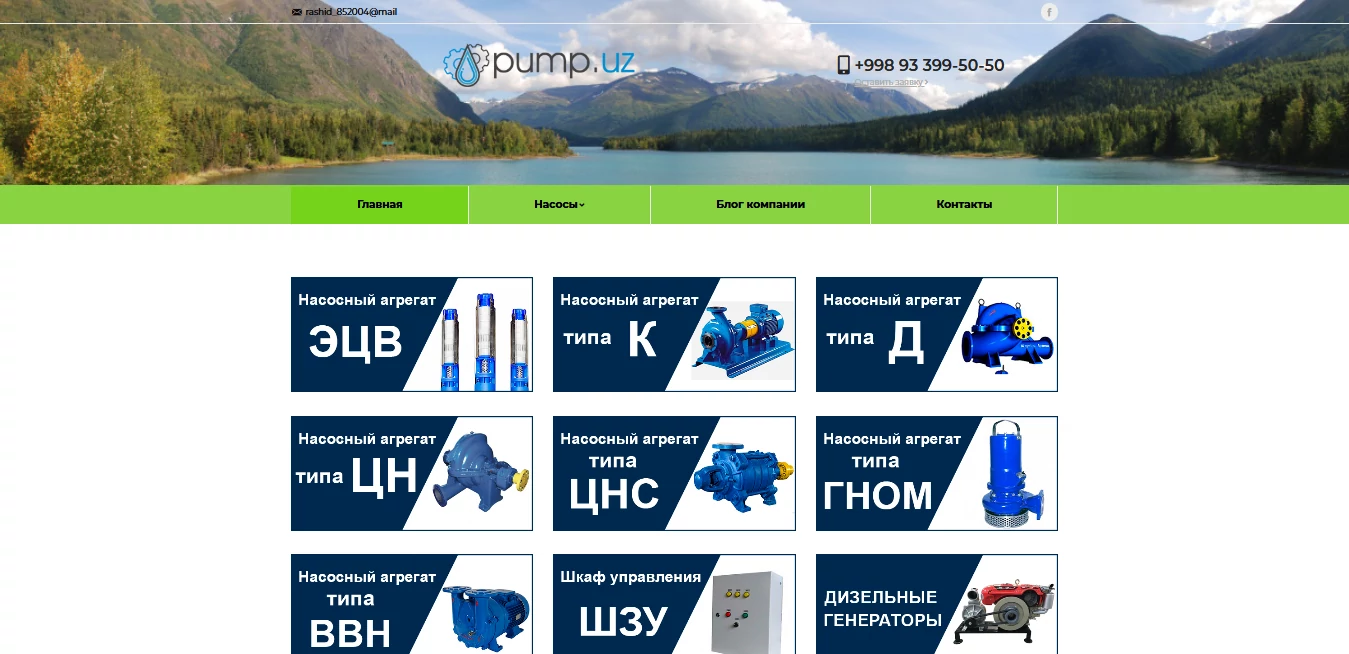 rashid_852004@mail
pump.uz
+998 93 399-50-50
Оставить заявку
Главная
Насосы
Блог компании
Контакты
Насосный агрегат
ЭЦВ
Насосный агрегат
типа К
Насосный агрегат
типа Д
Насосный агрегат
типа ЦН
Насосный агрегат
типа
ЦНС
Насосный агрегат
типа
ГНОМ
Насосный агрегат
типа
ВВН
Шкаф управления
ШЗУ
ДИЗЕЛЬНЫЕ
ГЕНЕРАТОРЫ